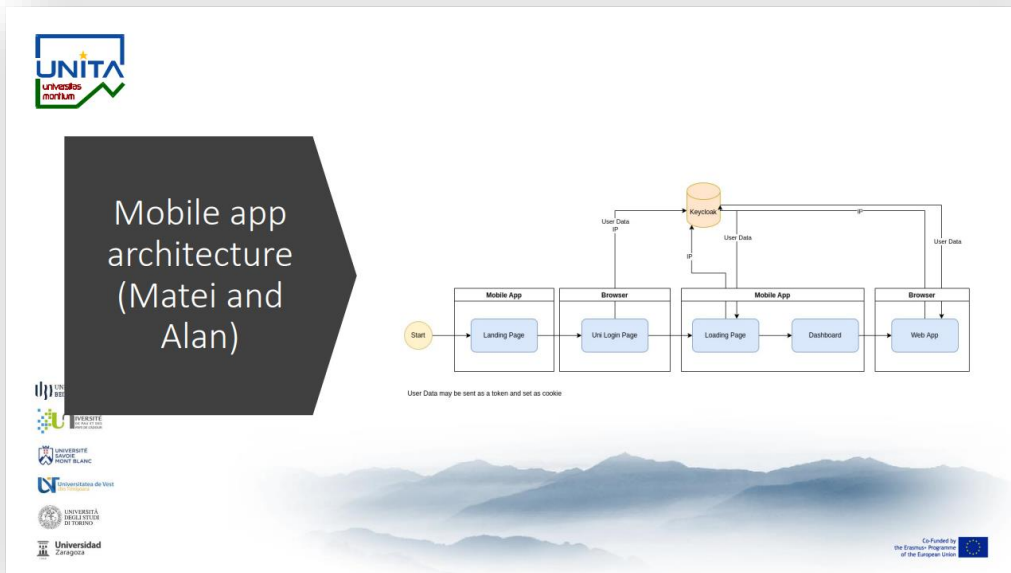 UNITA
universitas
montium
Mobile app
architecture
(Matei and
Alan)
Keycloak
User Data
IP
IP
User Data
IP
User Data
Mobile App
Browser
Mobile App
Browser
Start
Landing Page
Uni Login Page
Loading Page
Dashboard
Web App
User Data may be sent as a token and set as cookie
UNIVERSITÉ
SAVOIE
MONT BLANC
Universitatea de Vest
din Timișoara
UNIVERSITÀ
DEGLI STUDI
DI TORINO
Universidad
Zaragoza
Co-Funded by
the Erasmus+ Programme
of the European Union